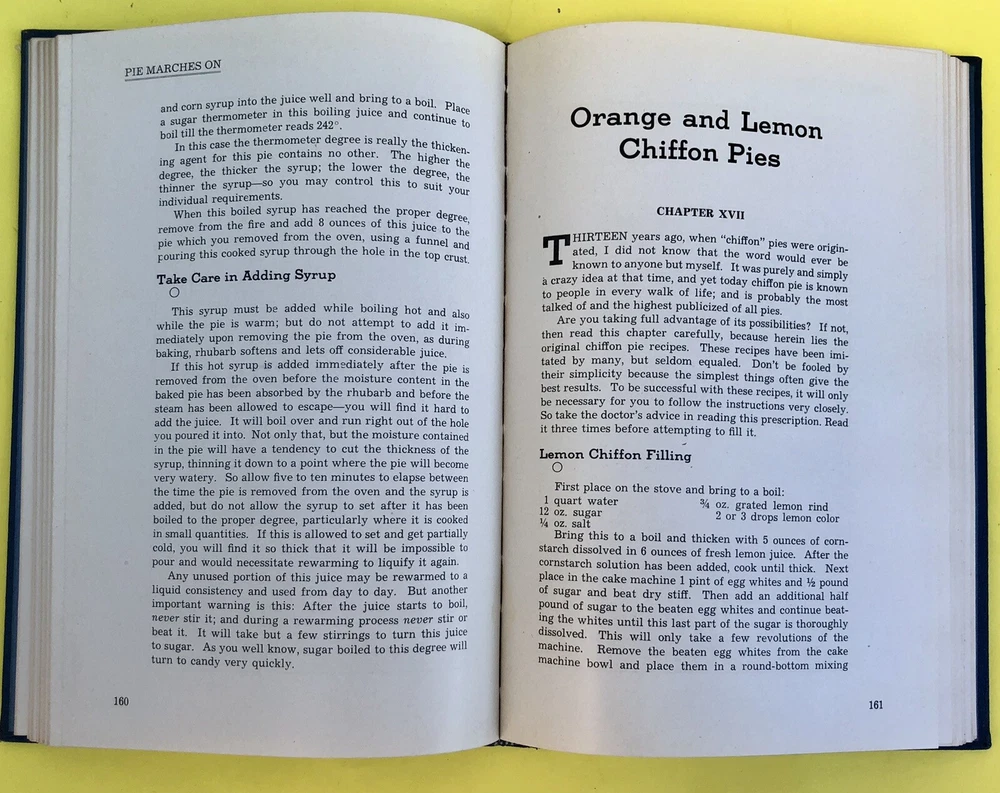 PIE MARCHES ON
and corn syrup into the juice well and bring to a boil. Place
a sugar thermometer in this boiling juice and continue to
boil till the thermometer reads 242°.
In this case the thermometer degree is really the thicken-
ing agent for this pie contains no other. The higher the
degree, the thicker the syrup; the lower the degree, the
thinner the syrup—so you may control this to suit your
individual requirements.
When this boiled syrup has reached the proper degree,
remove from the fire and add 8 ounces of this juice to the
pie which you removed from the oven, using a funnel and
pouring this cooked syrup through the hole in the top crust.
Take Care in Adding Syrup
This syrup must be added while boiling hot and also
while the pie is warm; but do not attempt to add it im-
mediately upon removing the pie from the oven, as during
baking, rhubarb softens and lets off considerable juice.
If this hot syrup is added immediately after the pie is
removed from the oven before the moisture content in the
baked pie has been absorbed by the rhubarb and before the
steam has been allowed to escape—you will find it hard to
add the juice. It will boil over and run right out of the hole
you poured it into. Not only that, but the moisture contained
in the pie will have a tendency to cut the thickness of the
syrup, thinning it down to a point where the pie will become
very watery. So allow five to ten minutes to elapse between
the time the pie is removed from the oven and the syrup is
added, but do not allow the syrup to set after it has been
boiled to the proper degree, particularly where it is cooked
in small quantities. If this is allowed to set and get partially
cold, you will find it so thick that it will be impossible to
pour and would necessitate rewarming to liquify it again.
Any unused portion of this juice may be rewarmed to a
liquid consistency and used from day to day. But another
important warning is this: After the juice starts to boil,
never stir it; and during a rewarming process never stir or
beat it. It will take but a few stirrings to turn this juice
to sugar. As you well know, sugar boiled to this degree will
turn to candy very quickly.
160
Orange and Lemon
Chiffon Pies
CHAPTER XVII
THIRTEEN years ago, when "chiffon" pies were origin-
ated, I did not know that the word would ever be
known to anyone but myself. It was purely and simply
a crazy idea at that time, and yet today chiffon pie is known
to people in every walk of life; and is probably the most
talked of and the highest publicized of all pies.
Are you taking full advantage of its possibilities? If not,
then read this chapter carefully, because herein lies the
original chiffon pie recipes. These recipes have been imi-
tated by many, but seldom equaled. Don't be fooled by
their simplicity because the simplest things often give the
best results. To be successful with these recipes, it will only
be necessary for you to follow the instructions very closely.
So take the doctor's advice in reading this prescription. Read
it three times before attempting to fill it.
Lemon Chiffon Filling
First place on the stove and bring to a boil:
1 quart water ¾ oz. grated lemon rind
12 oz. sugar 2 or 3 drops lemon color
¼ oz. salt
Bring this to a boil and thicken with 5 ounces of corn-
starch dissolved in 6 ounces of fresh lemon juice. After the
cornstarch solution has been added, cook until thick. Next
place in the cake machine 1 pint of egg whites and ½ pound
of sugar and beat dry stiff. Then add an additional half
pound of sugar to the beaten egg whites and continue beat-
ing the whites until this last part of the sugar is thoroughly
dissolved. This will only take a few revolutions of the
machine. Remove the beaten egg whites from the cake
machine bowl and place them in a round-bottom mixing
161